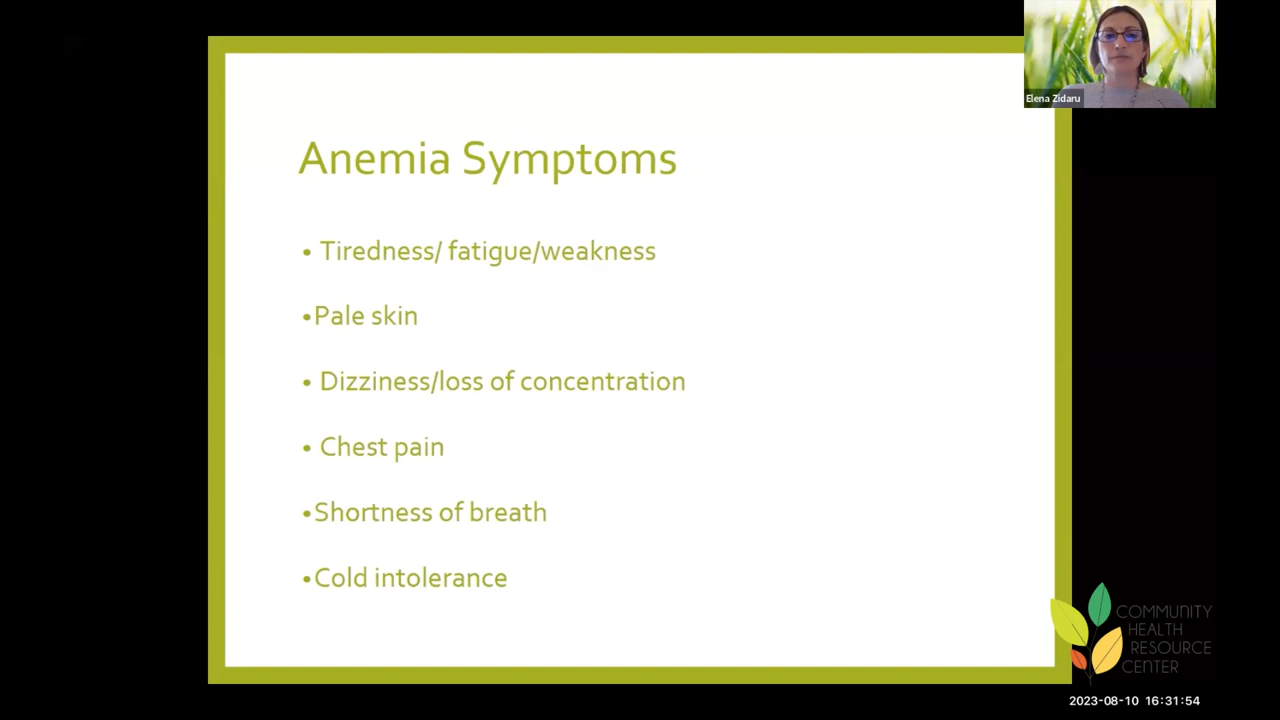 Elena Zidaru
Anemia Symptoms
• Tiredness/ fatigue/weakness
•Pale skin
• Dizziness/loss of concentration
• Chest pain
•Shortness of breath
•Cold intolerance
COMMUNITY
HEALTH
RESOURCE
CENTER
2023-08-10 16:31:54